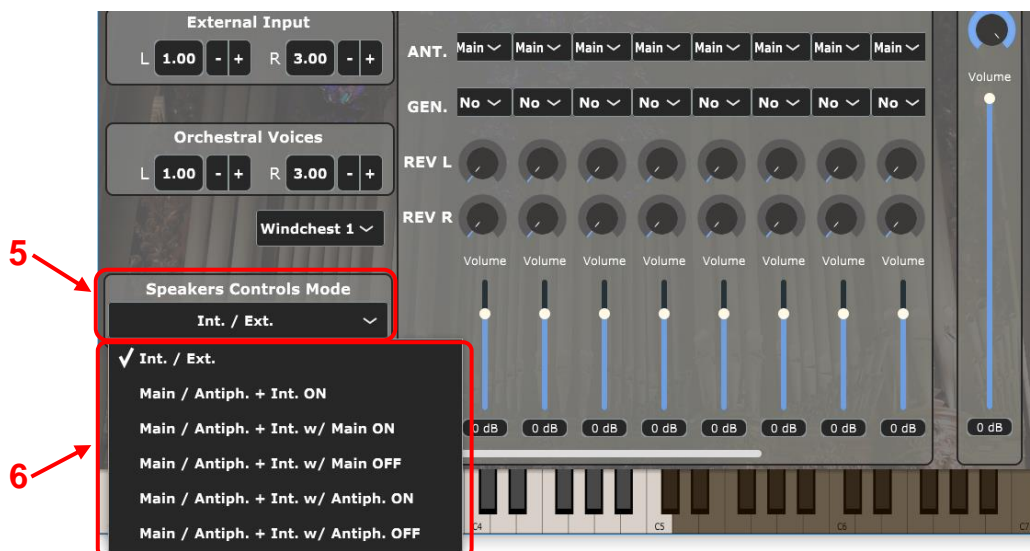 External Input
L 1.00 - + R 3.00 - +
ANT. Main Main Main Main Main Main Main Main
Volume
GEN. No No No No No No No No
Orchestral Voices
L 1.00 - + R 3.00 - +
REV L
REV R
Windchest 1
5
Volume Volume Volume Volume Volume Volume Volume Volume
Speakers Controls Mode
Int. / Ext.
✓ Int. / Ext.
Main / Antiph. + Int. ON
Main / Antiph. + Int. w/ Main ON
0 dB 0 dB 0 dB 0 dB 0 dB 0 dB 0 dB 0 dB 0 dB
Main / Antiph. + Int. w/ Main OFF
6
Main / Antiph. + Int. w/ Antiph. ON
Main / Antiph. + Int. w/ Antiph. OFF
C4 C5 C6 C7